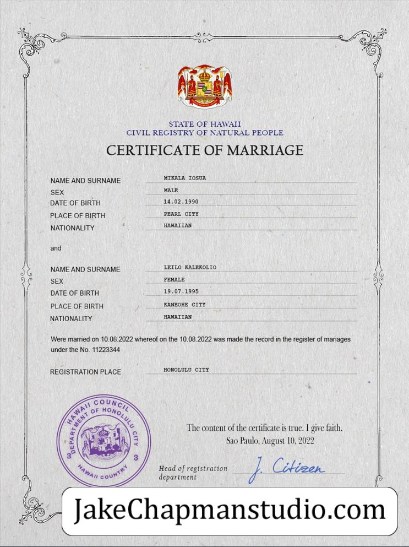 STATE OF HAWAII
CIVIL REGISTRY OF NATURAL PEOPLE
CERTIFICATE OF MARRIAGE
NAME AND SURNAME MIKALA IOSUA
SEX MALE
DATE OF BIRTH 14.02.1990
PLACE OF BIRTH PEARL CITY
NATIONALITY HAWAIIAN
and
NAME AND SURNAME LEILO KALEKOLIO
SEX FEMALE
DATE OF BIRTH 19.07.1995
PLACE OF BIRTH KANEOHE CITY
NATIONALITY HAWAIIAN
Were married on 10.08.2022 whereon on the 10.08.2022 was made the record in the register of mariages
under the No. 11223344
REGISTRATION PLACE HONOLULU CITY
HAWAII COUNCIL
DEPARTMENT OF HONOLULU CITY
HAWAII COUNTRY
The content of the certificate is true. I give faith.
Sao Paulo, August 10, 2022
Head of registration
department
J. Citizen
JakeChapmanstudio.com